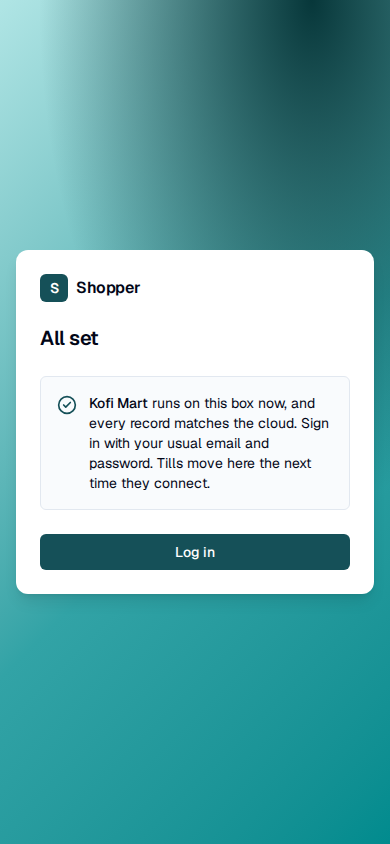 S Shopper
All set
Kofi Mart runs on this box now, and
every record matches the cloud. Sign
in with your usual email and
password. Tills move here the next
time they connect.
Log in